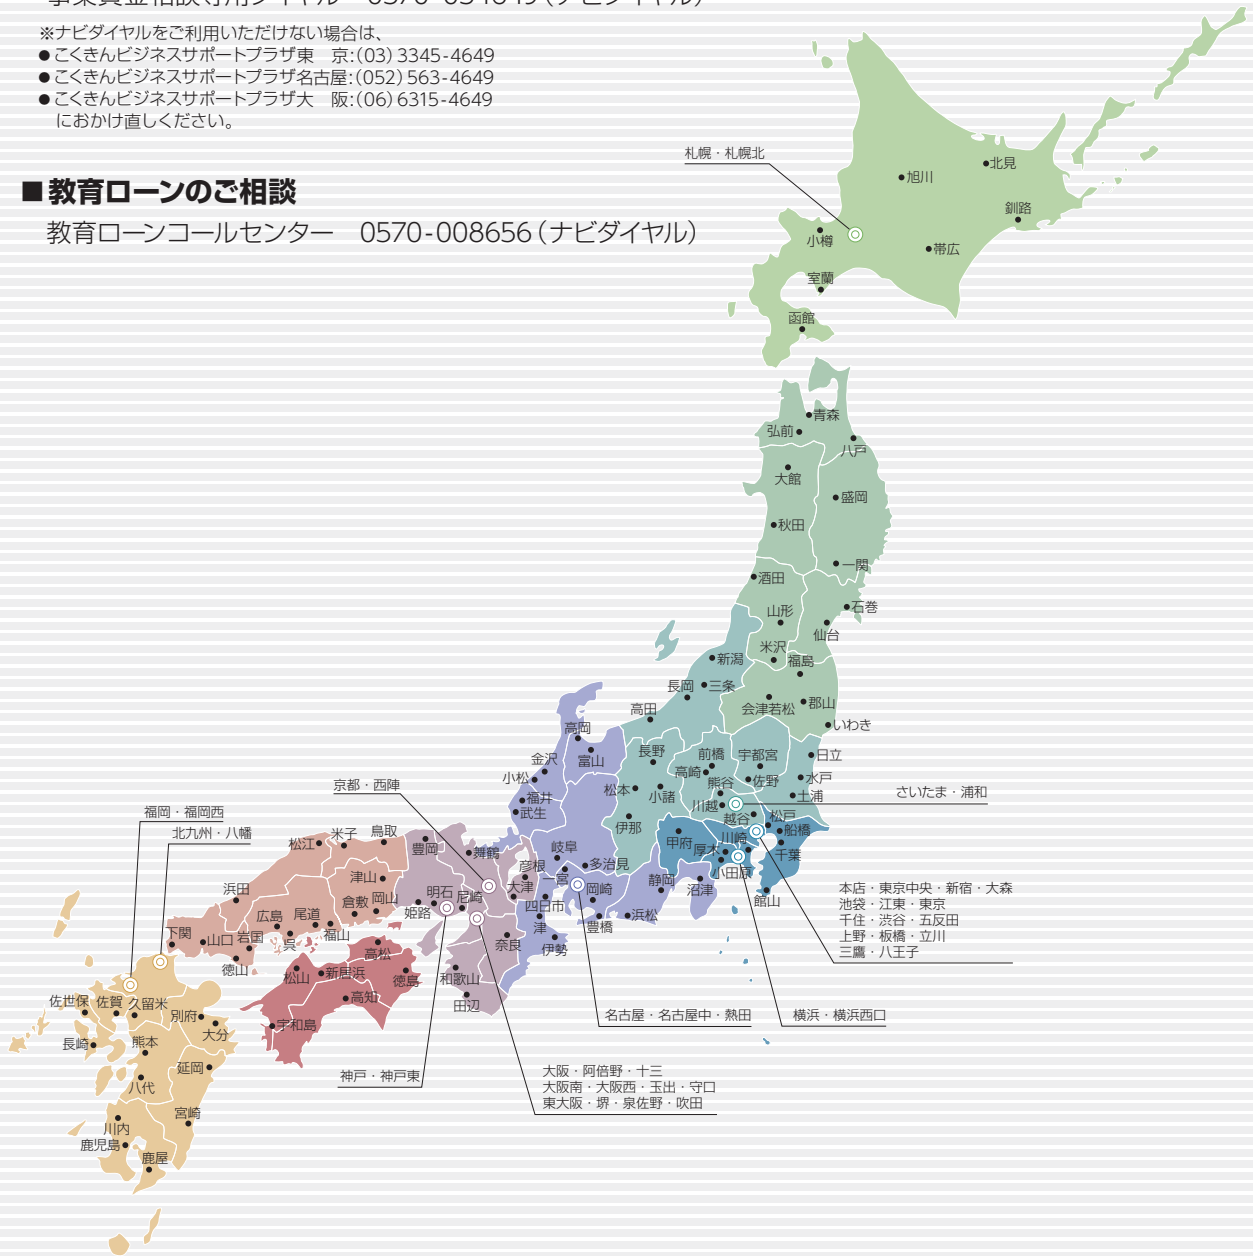 ※ナビダイヤルをご利用いただけない場合は、
●こくきんビジネスサポートプラザ東　京:(03)3345-4649
●こくきんビジネスサポートプラザ名古屋:(052)563-4649
●こくきんビジネスサポートプラザ大　阪:(06)6315-4649
におかけ直しください。
■教育ローンのご相談
教育ローンコールセンター　0570-008656(ナビダイヤル)
札幌・札幌北
北見
旭川
釧路
小樽
帯広
室蘭
函館
青森
弘前
八戸
大館
盛岡
秋田
一関
酒田
石巻
山形
仙台
米沢
福島
新潟
長岡
三条
会津若松
郡山
高田
いわき
高岡
富山
金沢
小松
長野
前橋
宇都宮
日立
高崎
熊谷
佐野
水戸
松本
小諸
川越
土浦
さいたま・浦和
福井
武生
伊那
越谷
松戸
船橋
京都・西陣
福岡・福岡西
北九州・八幡
松江
米子
鳥取
豊岡
舞鶴
彦根
岐阜
一宮
多治見
甲府
厚木
川崎
千葉
小田原
館山
静岡
沼津
津山
浜田
倉敷
岡山
姫路
明石
尼崎
大津
四日市
岡崎
豊橋
浜松
本店・東京中央・新宿・大森
池袋・江東・東京
千住・渋谷・五反田
上野・板橋・立川
三鷹・八王子
広島
尾道
津
下関
山口
岩国
呉
福山
奈良
伊勢
徳山
高松
松山
新居浜
徳島
和歌山
高知
田辺
宇和島
佐世保
佐賀
久留米
別府
大分
名古屋・名古屋中・熱田
横浜・横浜西口
長崎
熊本
延岡
八代
神戸・神戸東
大阪・阿倍野・十三
大阪南・大阪西・玉出・守口
東大阪・堺・泉佐野・吹田
宮崎
川内
鹿児島
鹿屋